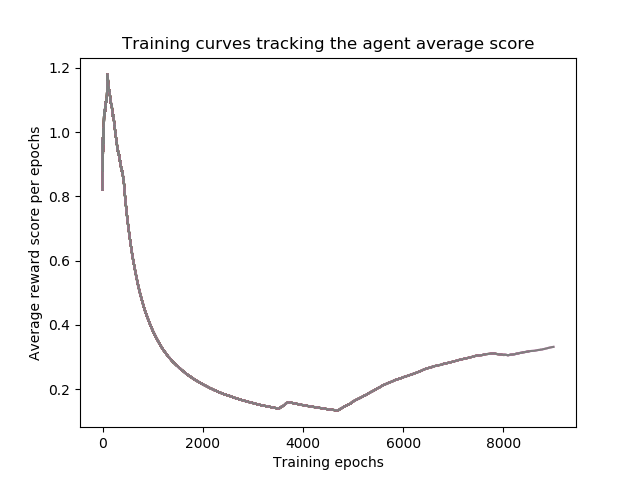 Training curves tracking the agent average score
1.2
1.0
0.8
0.6
0.4
0.2
Average reward score per epochs
0 2000 4000 6000 8000
Training epochs